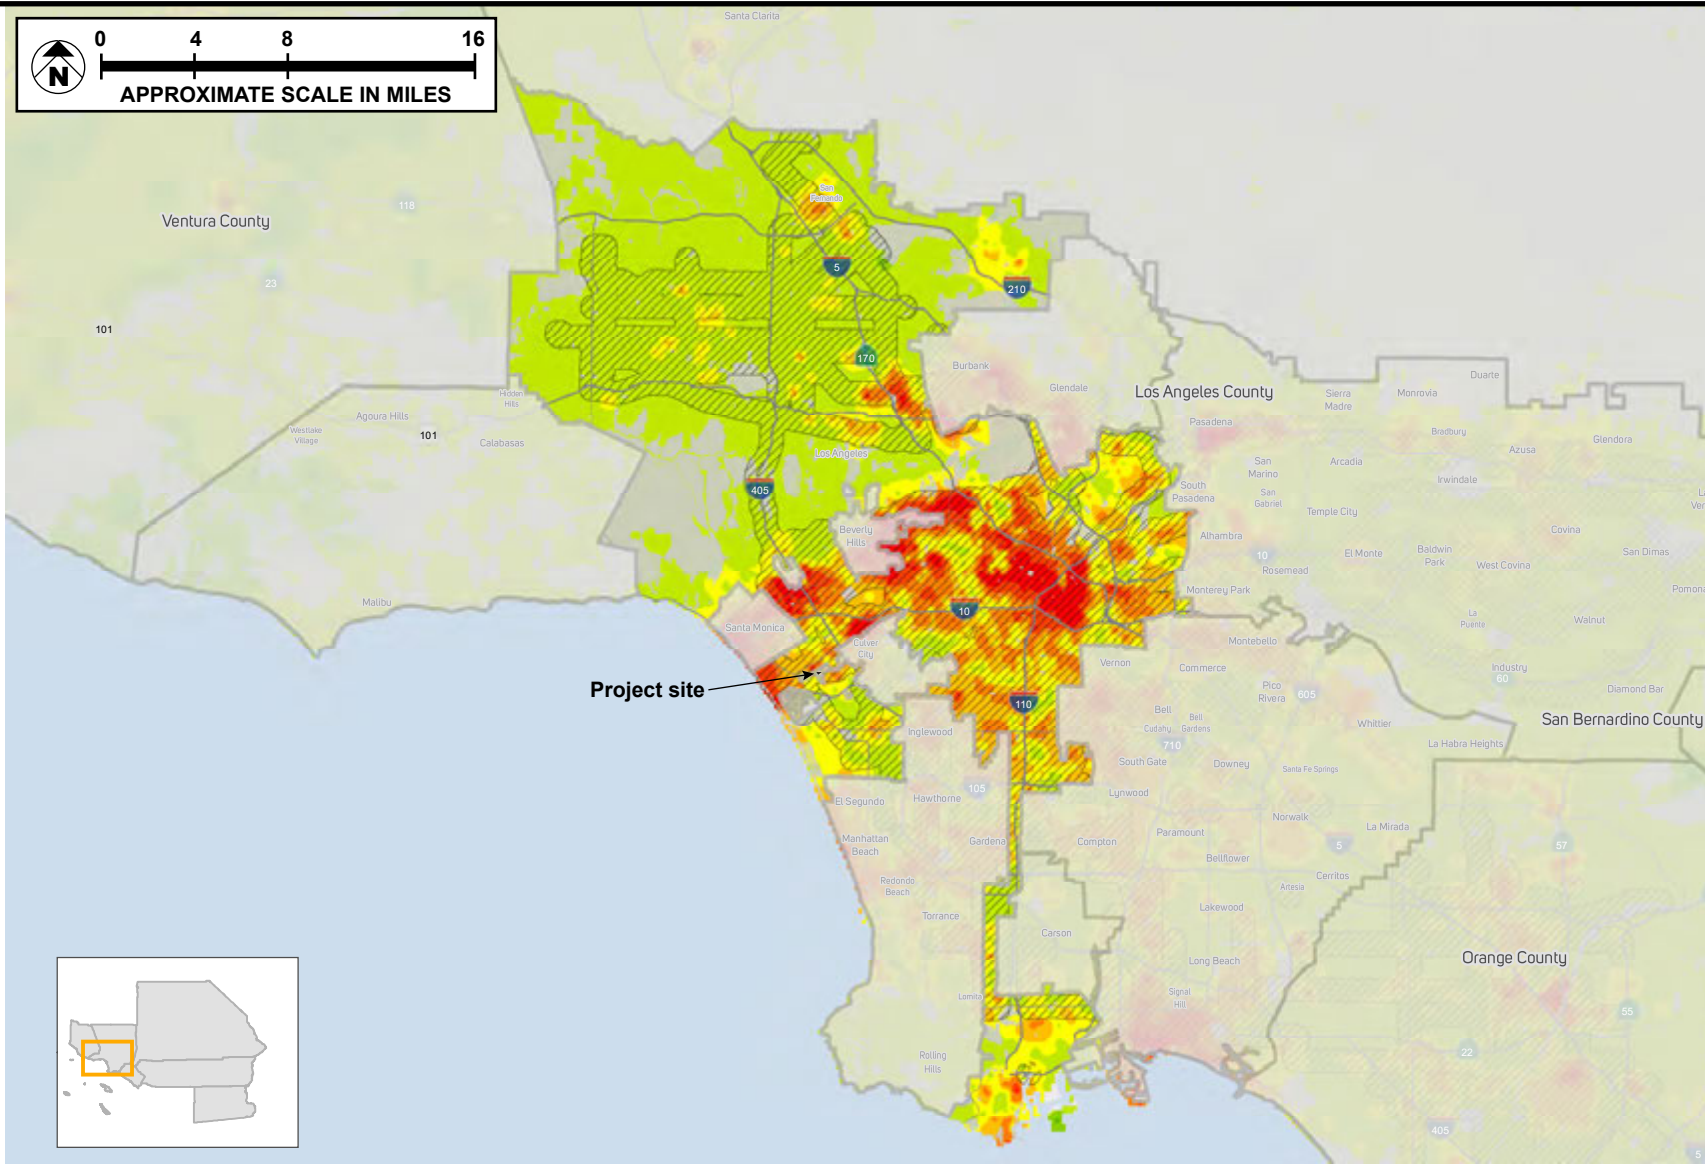 0 4 8 16
N
APPROXIMATE SCALE IN MILES
Santa Clarita
Ventura County
118
San
Fernando
5
23
210
101
170
Burbank
Glendale
Los Angeles County
Duarte
Sierra
Madre
Monrovia
Hidden
Hills
Agoura Hills
Westlake
Village
101
Calabasas
Los Angeles
Pasadena
Bradbury
Azusa
Glendora
San
Marino
Arcadia
Irwindale
South
Pasadena
San
Gabriel
Temple City
405
Beverly
Hills
Alhambra
Covina
10
El Monte
Baldwin
Park
San Dimas
Rosemead
West Covina
Monterey Park
Malibu
10
La
Puente
Walnut
Santa Monica
Culver
City
Montebello
Vernon
Commerce
Industry
60
Project site
Pico
Rivera
605
Diamond Bar
110
Bell
Cudahy
Bell
Gardens
Whittier
San Bernardino County
Inglewood
710
La Habra Heights
South Gate
Downey
Santa Fe Springs
105
El Segundo
Hawthorne
Lynwood
Norwalk
La Mirada
Manhattan
Beach
Gardena
Compton
Paramount
5
57
Bellflower
Redondo
Beach
Artesia
Cerritos
Torrance
Lakewood
Carson
Long Beach
Orange County
Lomita
Signal
Hill
55
Rolling
Hills
22
405
5